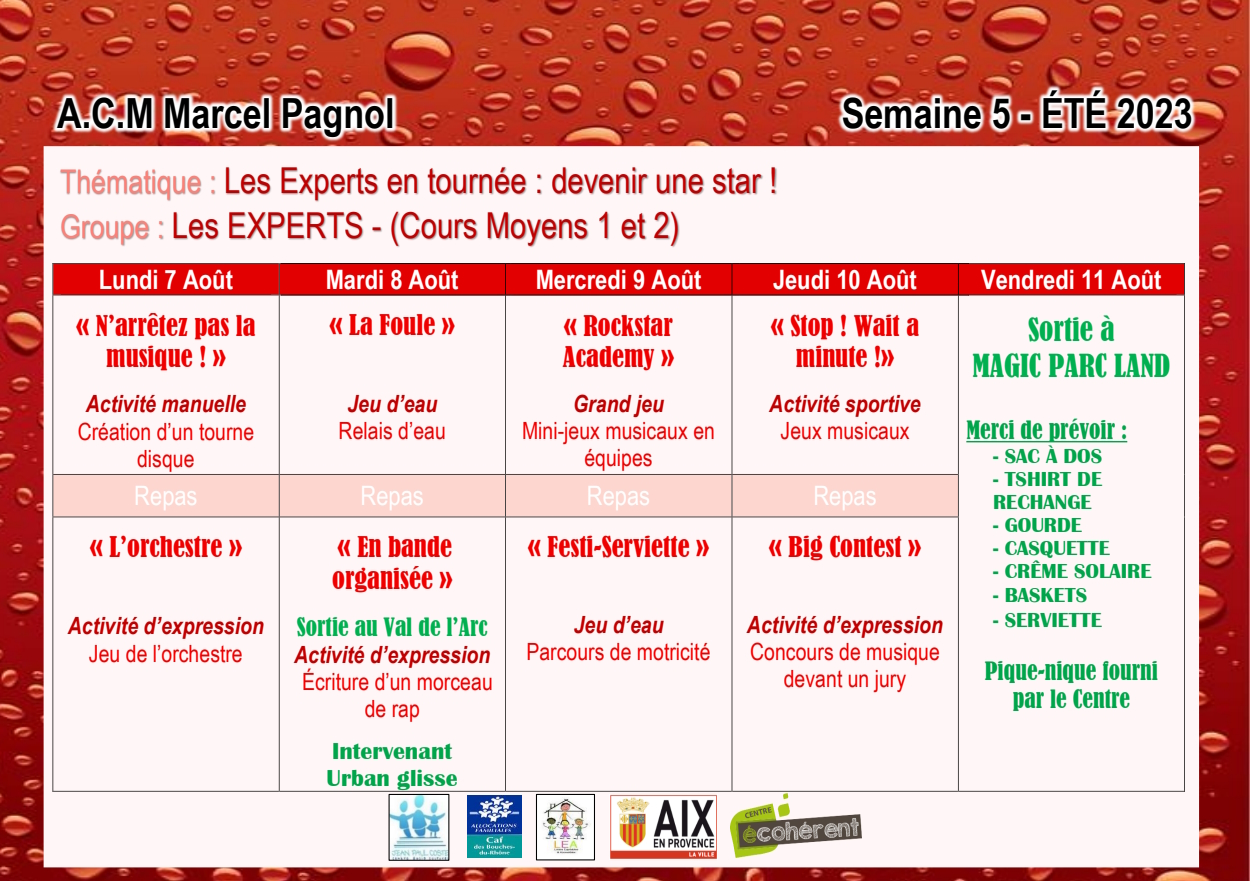 A.C.M Marcel Pagnol
Semaine 5 - ÉTÉ 2023
Thématique : Les Experts en tournée : devenir une star !
Groupe : Les EXPERTS - (Cours Moyens 1 et 2)
Lundi 7 Août
Mardi 8 Août
Mercredi 9 Août
Jeudi 10 Août
Vendredi 11 Août
« N'arrêtez pas la
musique ! »
Activité manuelle
Création d'un tourne
disque
« La Foule »
Jeu d'eau
Relais d'eau
« Rockstar
Academy »
Grand jeu
Mini-jeux musicaux en
équipes
« Stop ! Wait a
minute !»
Activité sportive
Jeux musicaux
Sortie à
MAGIC PARC LAND
Merci de prévoir :
- SAC À DOS
- TSHIRT DE
RECHANGE
- GOURDE
- CASQUETTE
- CRÊME SOLAIRE
- BASKETS
- SERVIETTE
Pique-nique fourni
par le Centre
Repas
Repas
Repas
Repas
« L'orchestre »
Activité d'expression
Jeu de l'orchestre
« En bande
organisée »
Sortie au Val de l'Arc
Activité d'expression
Écriture d'un morceau
de rap
Intervenant
Urban glisse
« Festi-Serviette »
Jeu d'eau
Parcours de motricité
« Big Contest »
Activité d'expression
Concours de musique
devant un jury
JEAN PAUL COSTE
ALLOCATIONS
FAMILIALES
Caf
des Bouches-
du-Rhône
LEA
AIX
EN PROVENCE
LA VILLE
CENTRE
écohérent